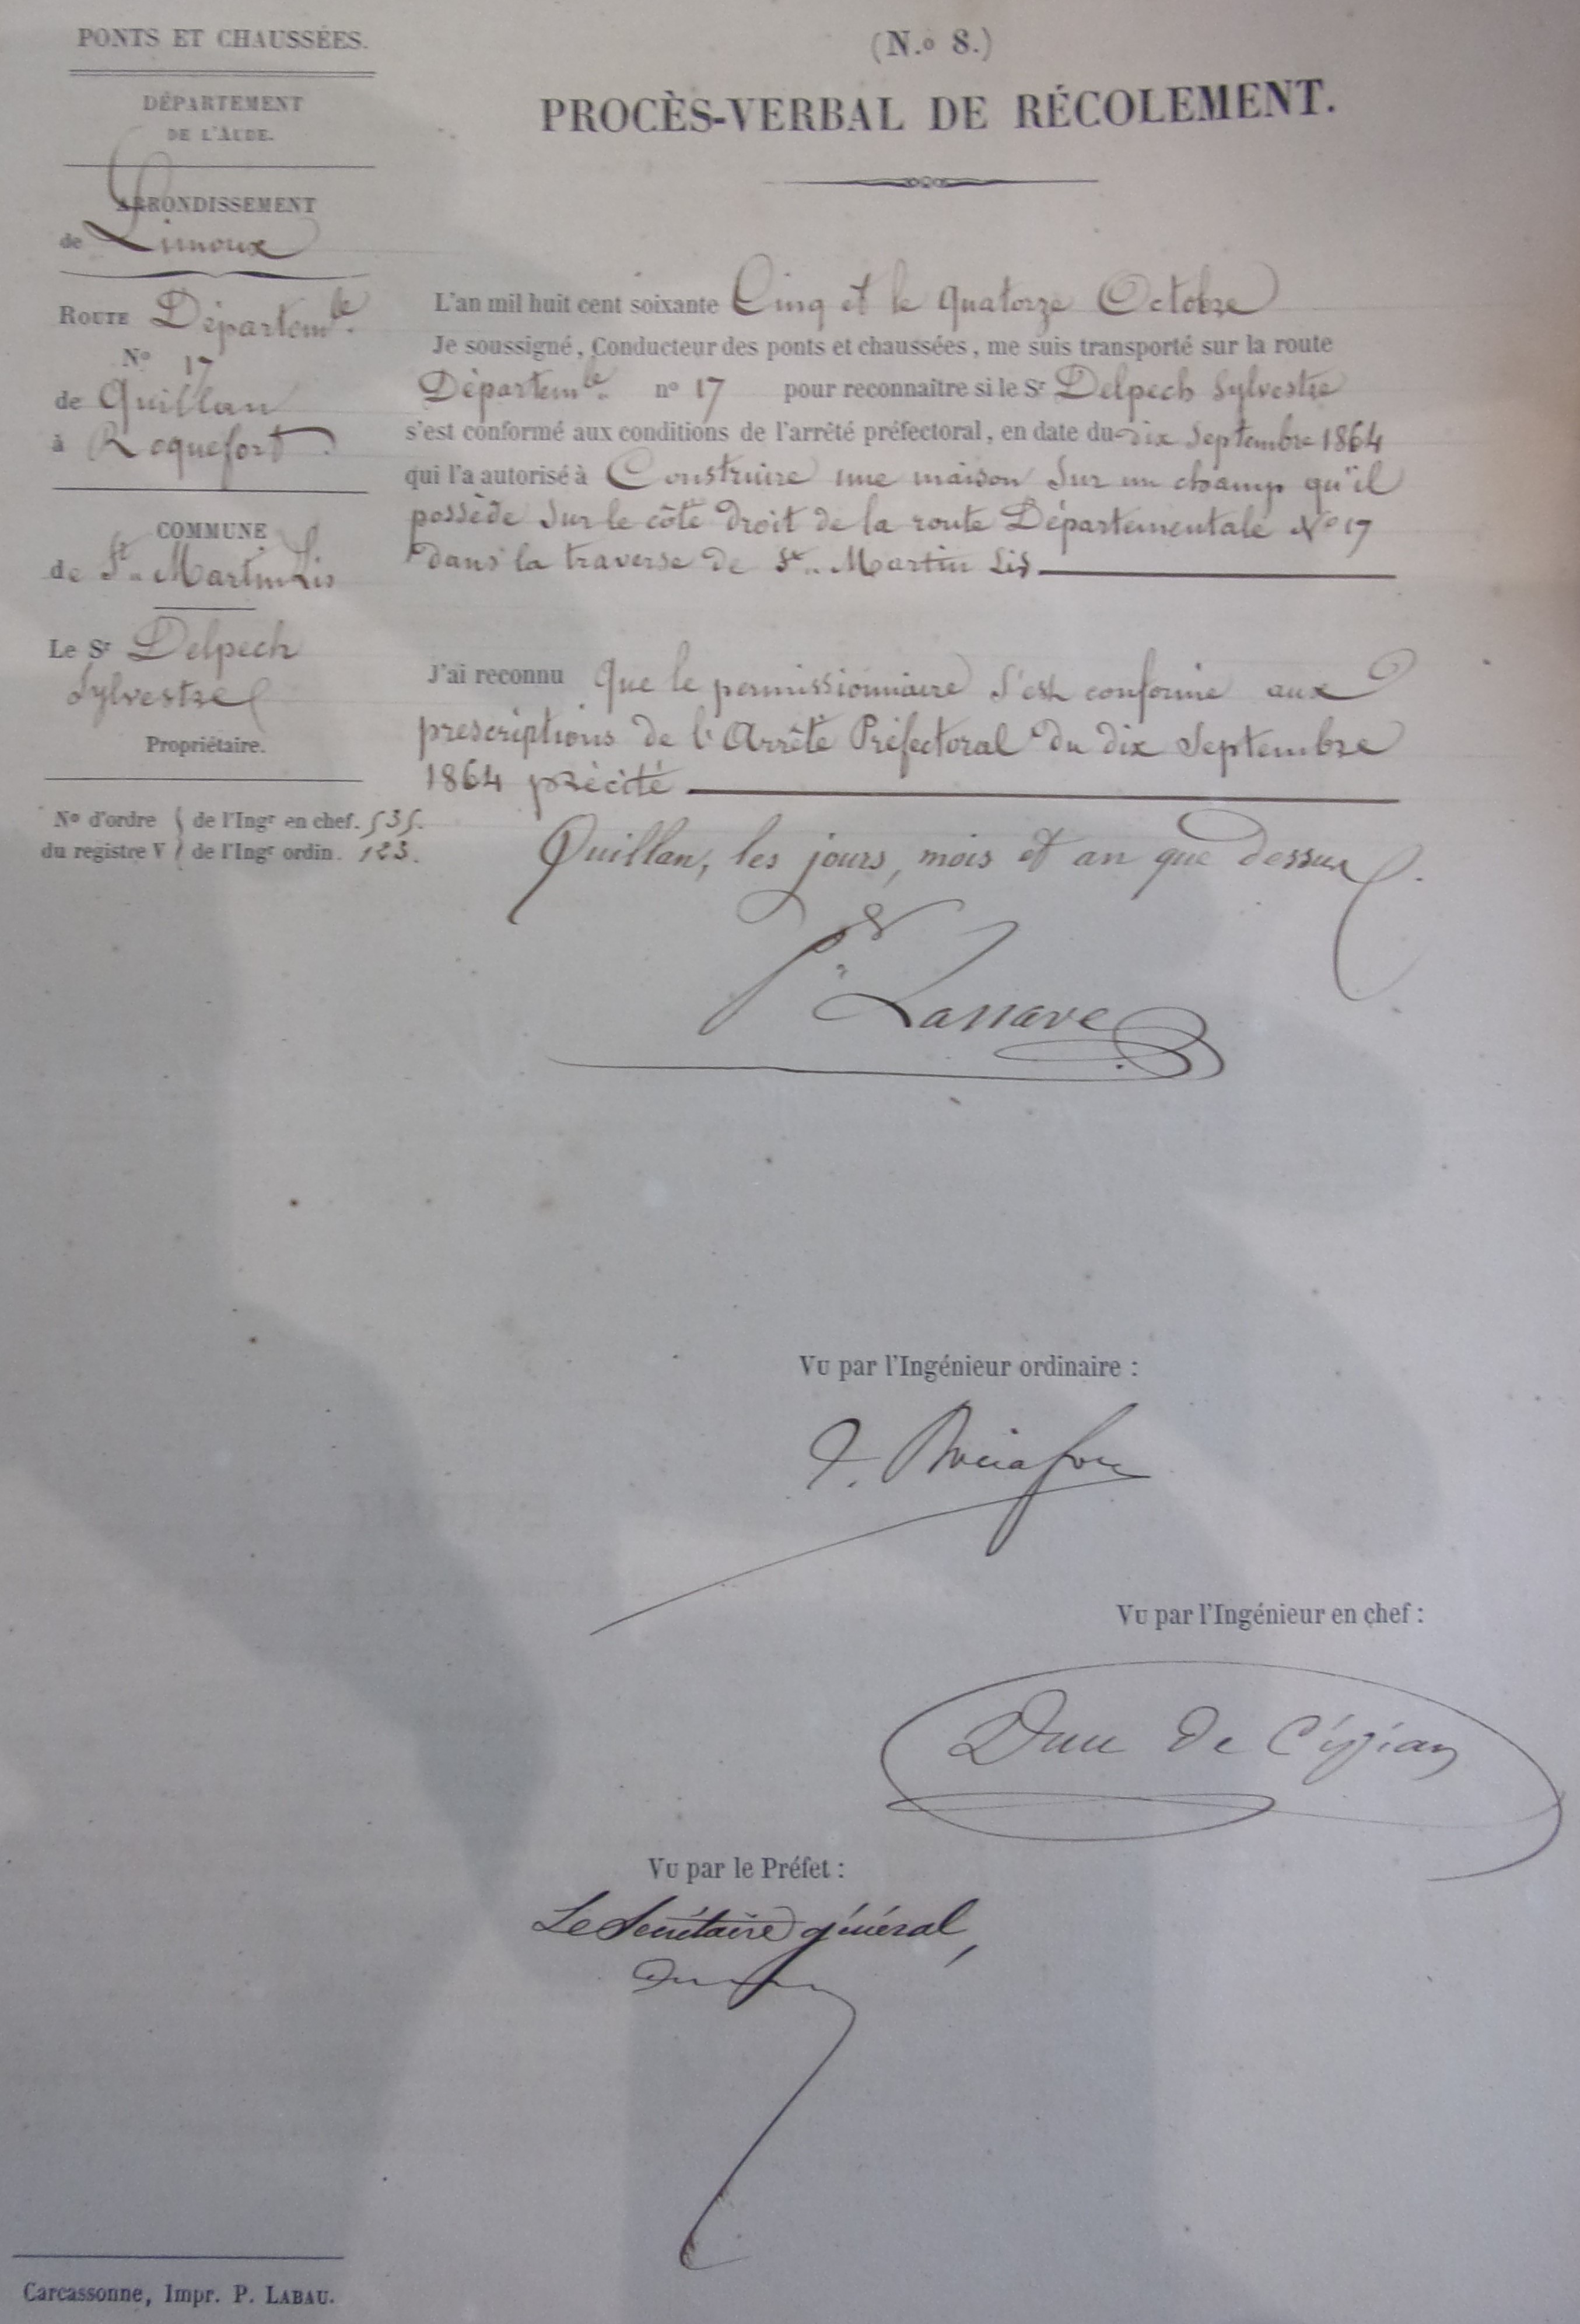 PONTS ET CHAUSSÉES.
DÉPARTEMENT
DE L'AUDE.
ARRONDISSEMENT
de Limoux
ROUTE Départem.le
N° 17
de Quillan
à Roquefort
COMMUNE
de St. Martin Lis
Le Sr Delpech
Sylvestre
Propriétaire.
N° d'ordre { de l'Ingr en chef. 535.
du registre V { de l'Ingr ordin. 123.
(N.o 8.)
PROCÈS-VERBAL DE RÉCOLEMENT.
L'an mil huit cent soixante Cinq et le quatorze Octobre
Je soussigné, Conducteur des ponts et chaussées, me suis transporté sur la route
Départem.le n° 17 pour reconnaître si le Sr Delpech Sylvestre
s'est conformé aux conditions de l'arrêté préfectoral, en date du dix Septembre 1864
qui l'a autorisé à Construire une maison sur un champ qu'il
possède sur le côté droit de la route Départementale N° 17
dans la traverse de St. Martin Lis
J'ai reconnu que le permissionnaire s'est conformé aux
prescriptions de l'Arrêté Préfectoral du dix Septembre
1864 précité
Quillan, les jours, mois et an que dessus.
Lassave
Vu par l'Ingénieur ordinaire :
Vu par l'Ingénieur en chef :
de
Vu par le Préfet :
Le Secrétaire général,
Carcassonne, Impr. P. LABAU.